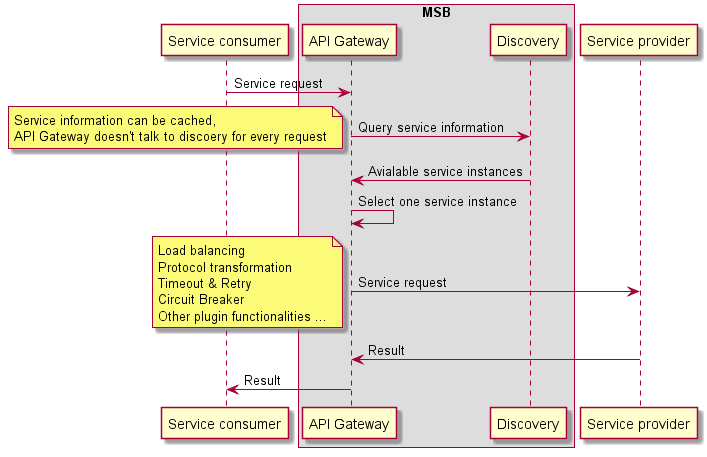 MSB
Service consumer
API Gateway
Discovery
Service provider
Service request
Service information can be cached,
API Gateway doesn't talk to discoery for every request
Query service information
Avialable service instances
Select one service instance
Load balancing
Protocol transformation
Timeout & Retry
Circuit Breaker
Other plugin functionalities ...
Service request
Result
Result
Service consumer
API Gateway
Discovery
Service provider